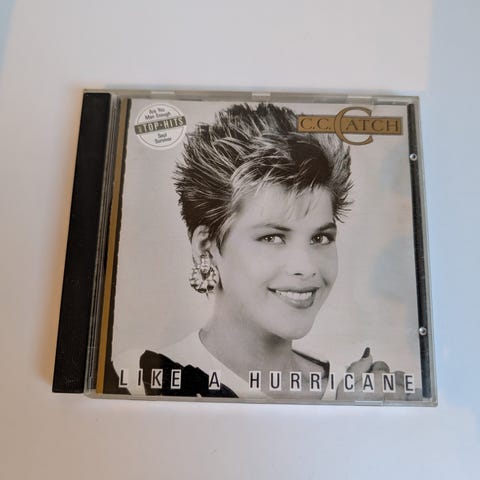 Are You
Man Enough
TOP-HITS
Soul
Survivor
C.C. CATCH
LIKE A HURRICANE